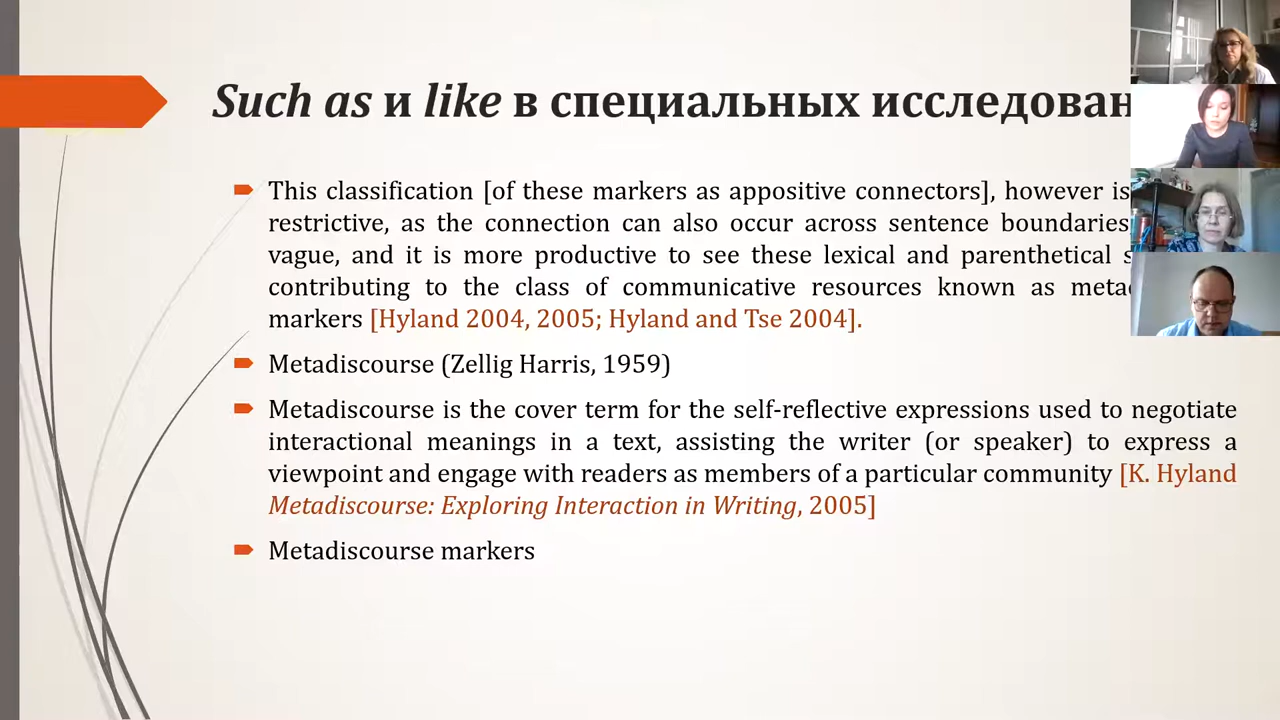 Such as и like в специальных
This classification [of these markers as appositive connectors], however is
restrictive, as the connection can also occur across sentence boundaries
vague, and it is more productive to see these lexical and parenthetical
contributing to the class of communicative resources known as
markers [Hyland 2004, 2005; Hyland and Tse 2004].
Metadiscourse (Zellig Harris, 1959)
Metadiscourse is the cover term for the self-reflective expressions used to negotiate
interactional meanings in a text, assisting the writer (or speaker) to express a
viewpoint and engage with readers as members of a particular community [K. Hyland
Metadiscourse: Exploring Interaction in Writing, 2005]
Metadiscourse markers